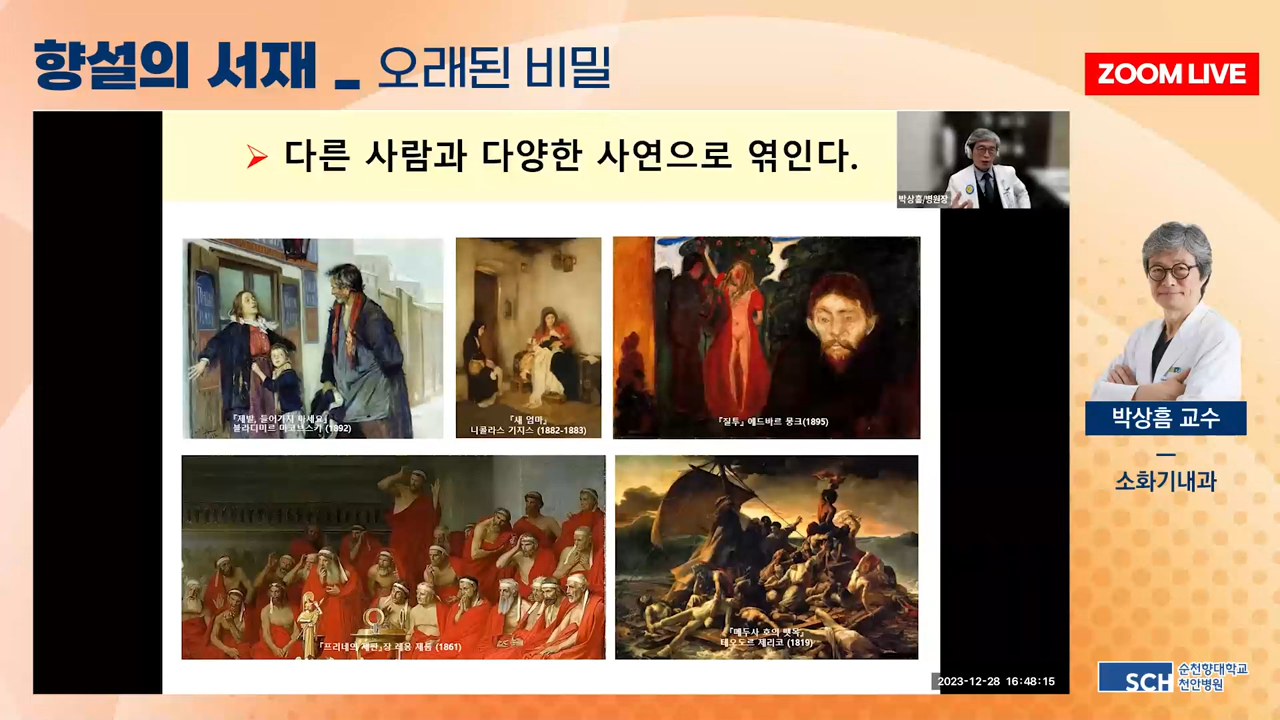 향설의 서재 _ 오래된 비밀
ZOOM LIVE
➢ 다른 사람과 다양한 사연으로 엮인다.
박상흠/병원장
『제발, 들어가지 마세요』
블라디미르 마코브스키 (1892)
『새 엄마』
니콜라스 기지스 (1882-1883)
『질투』 에드바르 뭉크(1895)
『프리네의 재판』장 레옹 제롬 (1861)
『메두사 호의 뗏목』
테오도르 제리코 (1819)
박상흠 교수
소화기내과
2023-12-28 16:48:15
SCH 순천향대학교
천안병원